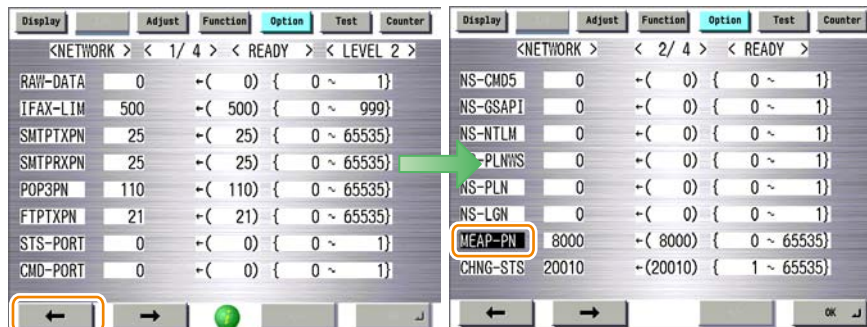 Display Adjust Function Option Test Counter
<NETWORK > < 1/ 4 > < READY > < LEVEL 2 >
RAW-DATA 0 ←( 0) { 0 ~ 1}
IFAX-LIM 500 ←( 500) { 0 ~ 999}
SMTPTXPN 25 ←( 25) { 0 ~ 65535}
SMTPRXPN 25 ←( 25) { 0 ~ 65535}
POP3PN 110 ←( 110) { 0 ~ 65535}
FTPTXPN 21 ←( 21) { 0 ~ 65535}
STS-PORT 0 ←( 0) { 0 ~ 1}
CMD-PORT 0 ←( 0) { 0 ~ 1}
← →
Display Adjust Function Option Test Counter
<NETWORK > < 2/ 4 > < READY >
NS-CMD5 0 ←( 0) { 0 ~ 1}
NS-GSAPI 0 ←( 0) { 0 ~ 1}
NS-NTLM 0 ←( 0) { 0 ~ 1}
-PLNWS 0 ←( 0) { 0 ~ 1}
NS-PLN 0 ←( 0) { 0 ~ 1}
NS-LGN 0 ←( 0) { 0 ~ 1}
MEAP-PN 8000 ←( 8000) { 0 ~ 65535}
CHNG-STS 20010 ←(20010) { 1 ~ 65535}
← → OK